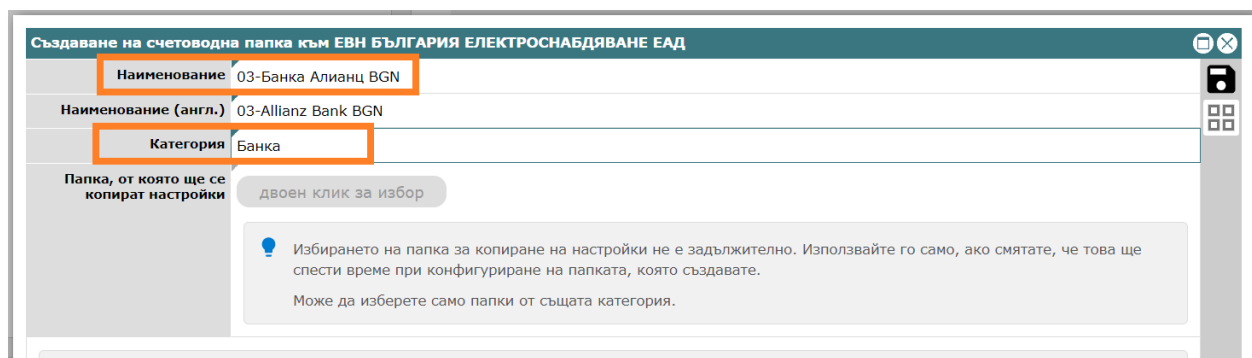 Създаване на счетоводна папка към ЕВН БЪЛГАРИЯ ЕЛЕКТРОСНАБДЯВАНЕ ЕАД
Наименование 03-Банка Алианц BGN
Наименование (англ.) 03-Allianz Bank BGN
Категория Банка
Папка, от която ще се
копират настройки
двоен клик за избор
Избирането на папка за копиране на настройки не е задължително. Използвайте го само, ако смятате, че това ще
спести време при конфигуриране на папката, която създавате.
Може да изберете само папки от същата категория.